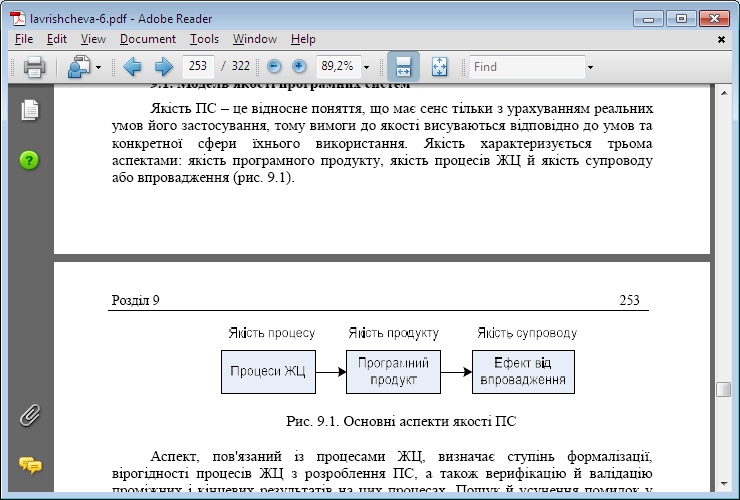 lavrishcheva-6.pdf - Adobe Reader
File Edit View Document Tools Window Help
253 / 322 89,2% Find
9.1. Модель якості програмних систем
Якість ПС – це відносне поняття, що має сенс тільки з урахуванням реальних
умов його застосування, тому вимоги до якості висуваються відповідно до умов та
конкретної сфери їхнього використання. Якість характеризується трьома
аспектами: якість програмного продукту, якість процесів ЖЦ й якість супроводу
або впровадження (рис. 9.1).
Розділ 9 253
Якість процесу Якість продукту Якість супроводу
Процеси ЖЦ
Програмний
продукт
Ефект від
впровадження
Рис. 9.1. Основні аспекти якості ПС
Аспект, пов'язаний із процесами ЖЦ, визначає ступінь формалізації,
вірогідності процесів ЖЦ з розроблення ПС, а також верифікацію й валідацію
проміжних і кінцевих результатів на цих процесах. Пошук й усунення помилок у